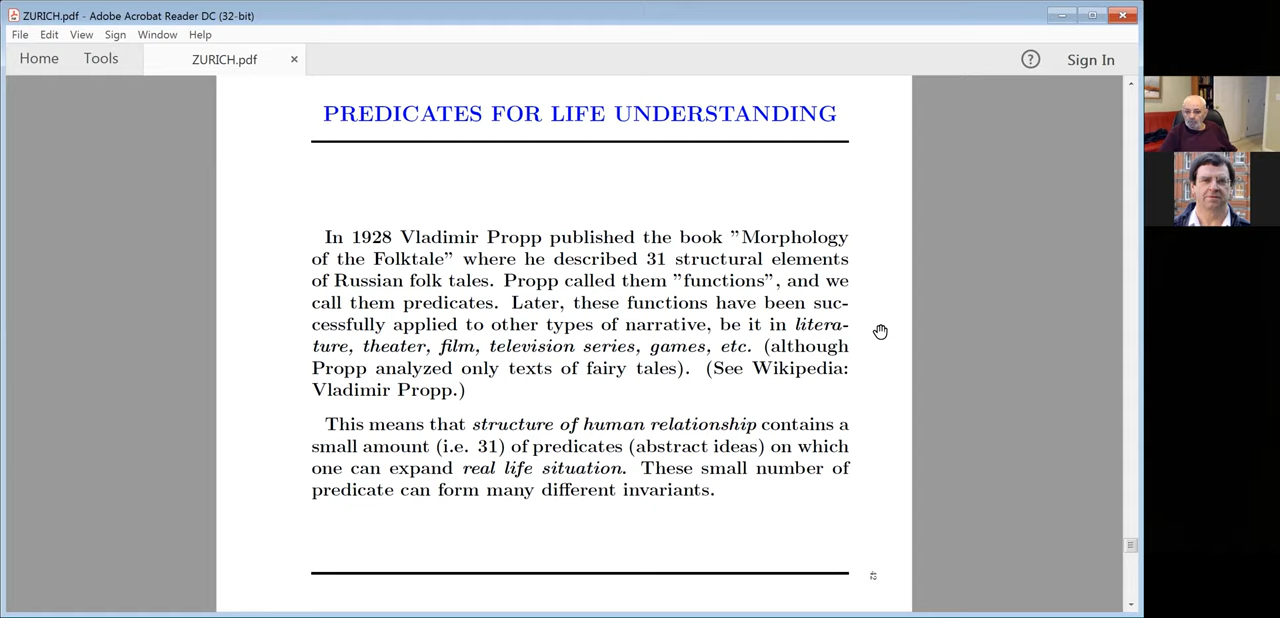 ZURICH.pdf - Adobe Acrobat Reader DC (32-bit)
File Edit View Sign Window Help
Home Tools ZURICH.pdf × ? Sign In
PREDICATES FOR LIFE UNDERSTANDING
In 1928 Vladimir Propp published the book ”Morphology
of the Folktale” where he described 31 structural elements
of Russian folk tales. Propp called them ”functions”, and we
call them predicates. Later, these functions have been suc-
cessfully applied to other types of narrative, be it in litera-
ture, theater, film, television series, games, etc. (although
Propp analyzed only texts of fairy tales). (See Wikipedia:
Vladimir Propp.)
This means that structure of human relationship contains a
small amount (i.e. 31) of predicates (abstract ideas) on which
one can expand real life situation. These small number of
predicate can form many different invariants.
42